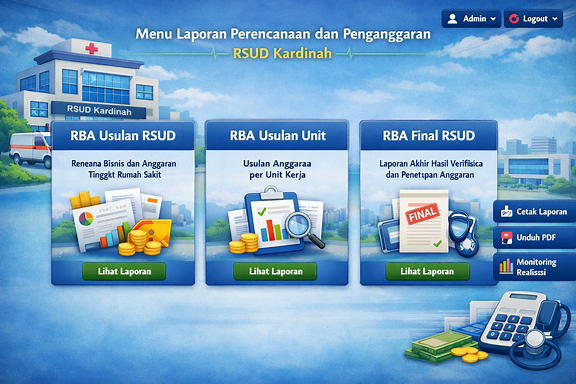 Admin
Logout
Menu Laporan Perencanaan dan Penganggaran
RSUD Kardinah
RSUD Kardinah
RBA Usulan RSUD
Reneana Bisnis dan Anggaran
Tinggkt Rumah Sakit
Lihat Laporan
RBA Usulan Unit
Usulan Anggaraa
per Unit Kerja
Lihat Laporan
RBA Final RSUD
Laporan Akhir Hasil Verifisica
dan Penetpan Anggaran
FINAL
Lihat Laporan
Cetak Laporan
Unduh PDF
Monitoring
Realisssi